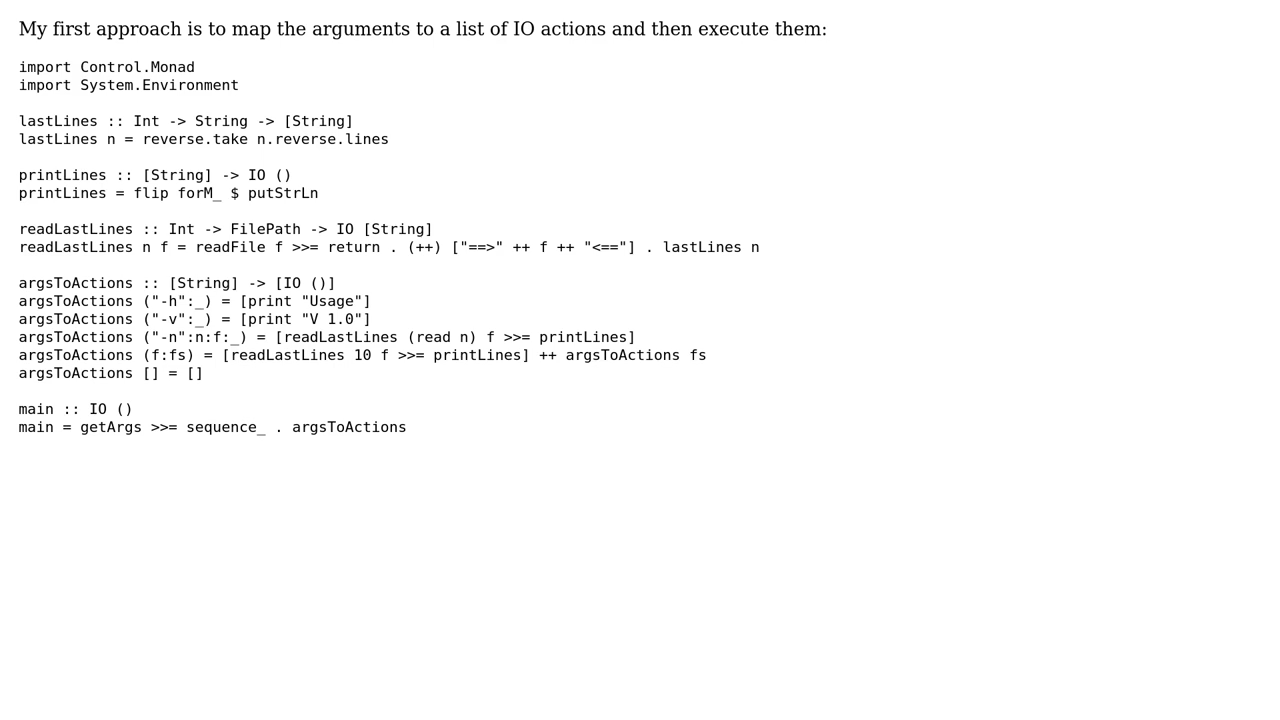 My first approach is to map the arguments to a list of IO actions and then execute them:
import Control.Monad
import System.Environment
lastLines :: Int -> String -> [String]
lastLines n = reverse.take n.reverse.lines
printLines :: [String] -> IO ()
printLines = flip forM_ $ putStrLn
readLastLines :: Int -> FilePath -> IO [String]
readLastLines n f = readFile f >>= return . (++) ["==>" ++ f ++ "<=="] . lastLines n
argsToActions :: [String] -> [IO ()]
argsToActions ("-h":_) = [print "Usage"]
argsToActions ("-v":_) = [print "V 1.0"]
argsToActions ("-n":n:f:_) = [readLastLines (read n) f >>= printLines]
argsToActions (f:fs) = [readLastLines 10 f >>= printLines] ++ argsToActions fs
argsToActions [] = []
main :: IO ()
main = getArgs >>= sequence_ . argsToActions